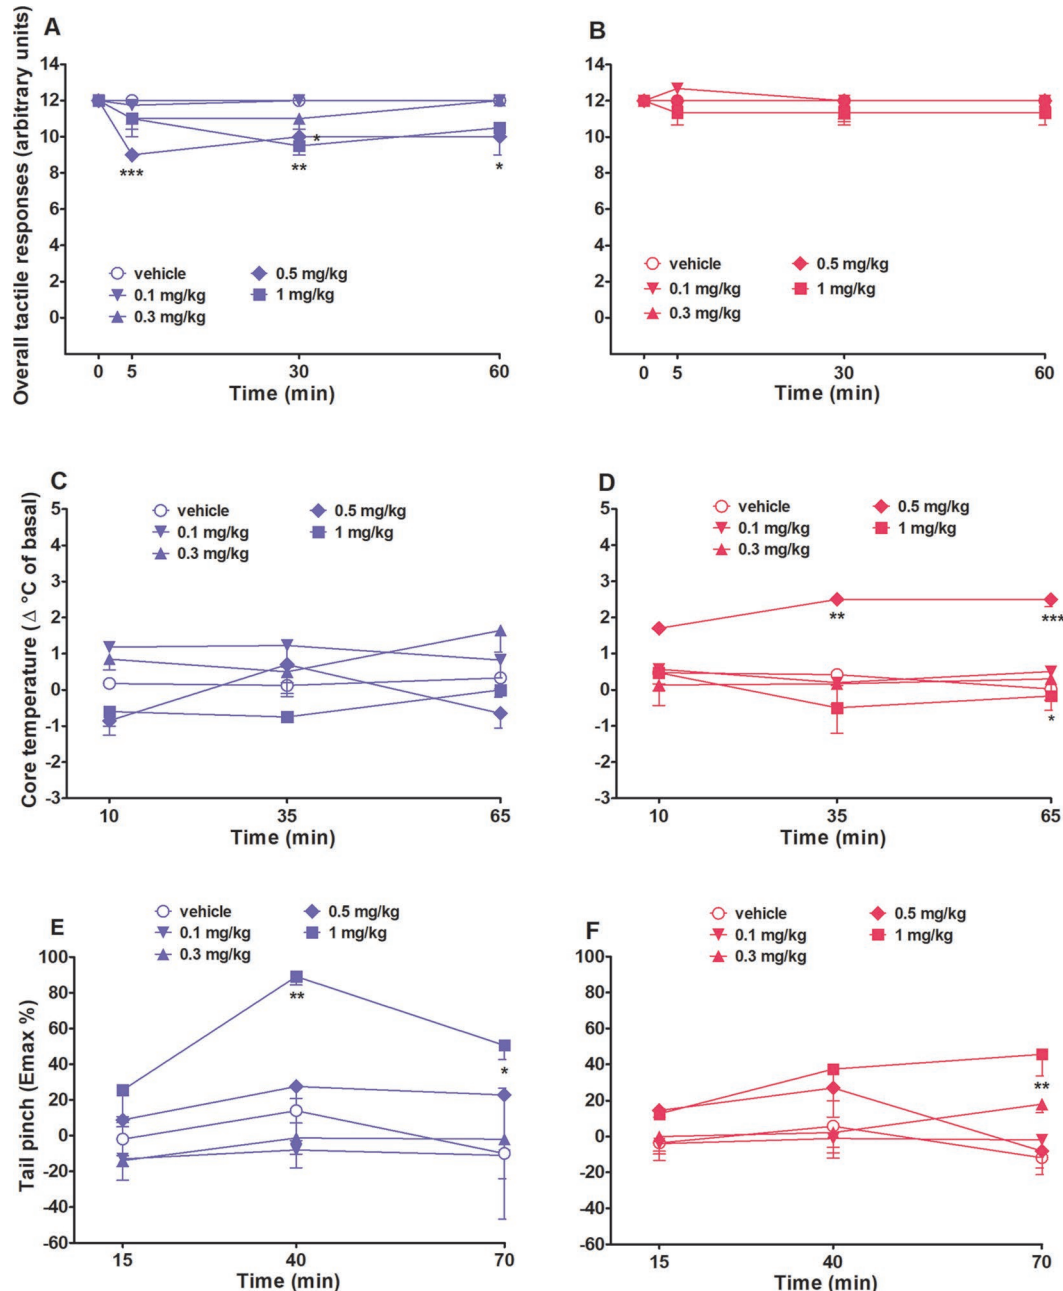 A
Overall tactile responses (arbitrary units)
14
12
10
8
6
4
2
0
***
**
*
*
vehicle
0.1 mg/kg
0.3 mg/kg
0.5 mg/kg
1 mg/kg
0 5 30 60
Time (min)
B
14
12
10
8
6
4
2
0
vehicle
0.1 mg/kg
0.3 mg/kg
0.5 mg/kg
1 mg/kg
0 5 30 60
Time (min)
C
Core temperature (Δ °C of basal)
5
4
3
2
1
0
-1
-2
-3
vehicle
0.1 mg/kg
0.3 mg/kg
0.5 mg/kg
1 mg/kg
10 35 65
Time (min)
D
5
4
3
2
1
0
-1
-2
-3
vehicle
0.1 mg/kg
0.3 mg/kg
0.5 mg/kg
1 mg/kg
**
***
*
10 35 65
Time (min)
E
Tail pinch (Emax %)
100
80
60
40
20
0
-20
-40
-60
vehicle
0.1 mg/kg
0.3 mg/kg
0.5 mg/kg
1 mg/kg
**
*
15 40 70
Time (min)
F
100
80
60
40
20
0
-20
-40
-60
vehicle
0.1 mg/kg
0.3 mg/kg
0.5 mg/kg
1 mg/kg
**
15 40 70
Time (min)